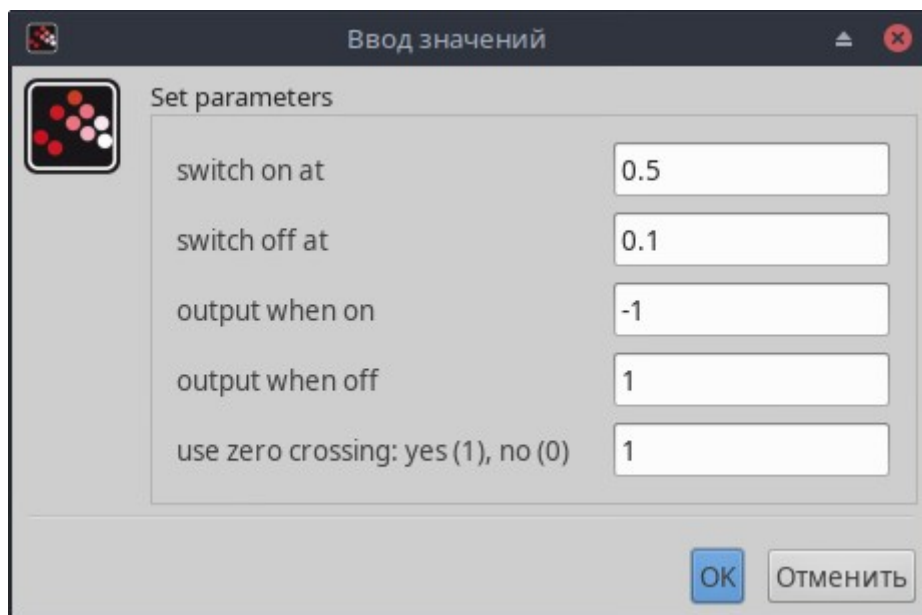 Ввод значений
Set parameters
switch on at 0.5
switch off at 0.1
output when on -1
output when off 1
use zero crossing: yes (1), no (0) 1
OK Отменить